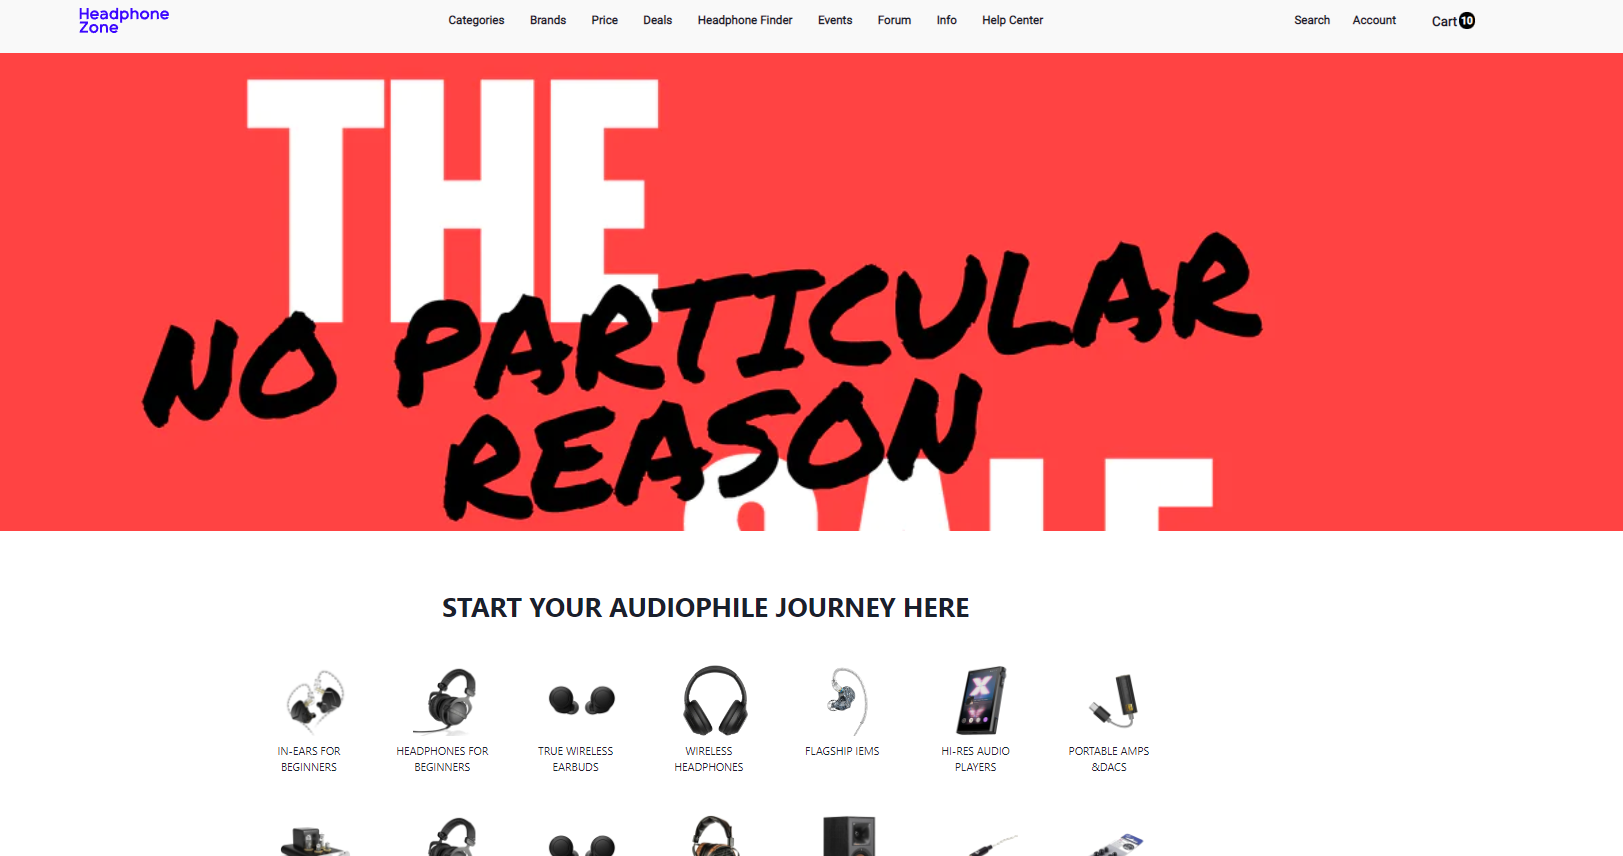 Headphone
Zone
Categories Brands Price Deals Headphone Finder Events Forum Info Help Center Search Account Cart 10
THE
NO PARTICULAR
REASON
SALE
START YOUR AUDIOPHILE JOURNEY HERE
IN-EARS FOR
BEGINNERS
HEADPHONES FOR
BEGINNERS
TRUE WIRELESS
EARBUDS
WIRELESS
HEADPHONES
FLAGSHIP IEMS
HI-RES AUDIO
PLAYERS
PORTABLE AMPS
&DACS